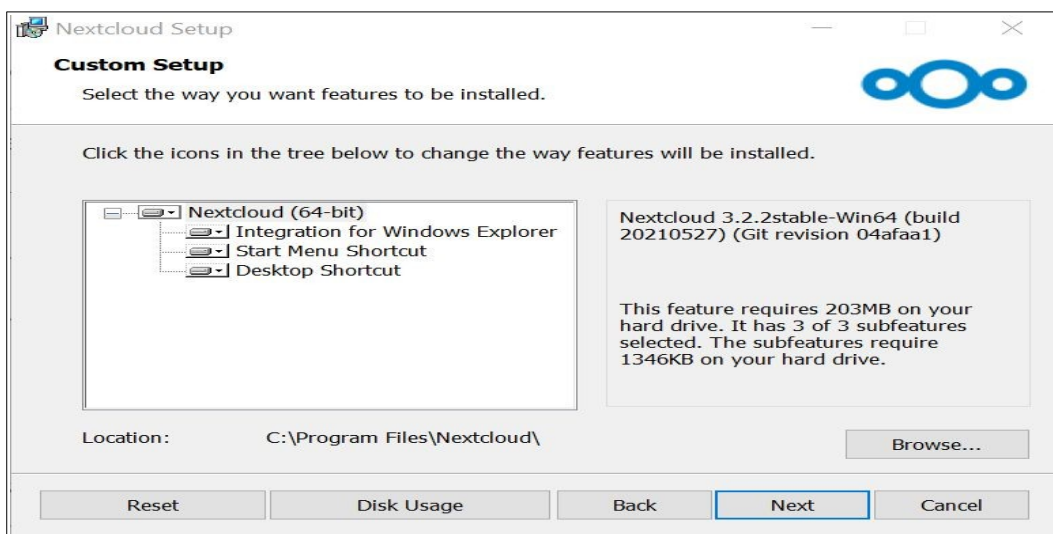 Nextcloud Setup
Custom Setup
Select the way you want features to be installed.
Click the icons in the tree below to change the way features will be installed.
Nextcloud (64-bit)
Integration for Windows Explorer
Start Menu Shortcut
Desktop Shortcut
Nextcloud 3.2.2stable-Win64 (build
20210527) (Git revision 04afaa1)
This feature requires 203MB on your
hard drive. It has 3 of 3 subfeatures
selected. The subfeatures require
1346KB on your hard drive.
Location: C:\Program Files\Nextcloud\
Browse...
Reset Disk Usage Back Next Cancel